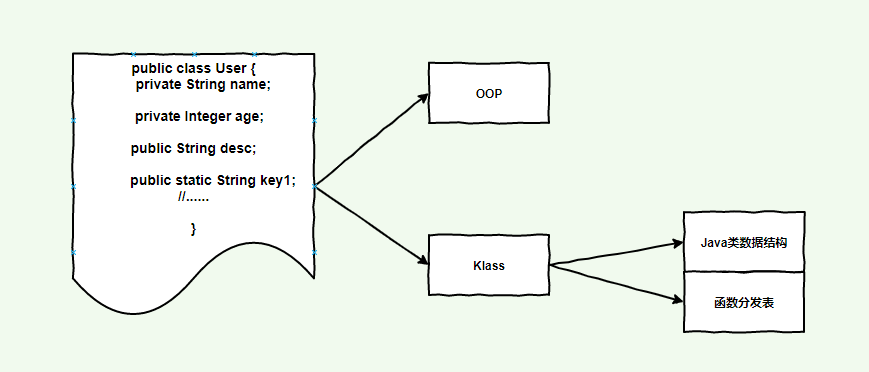 public class User {
private String name;
private Integer age;
public String desc;
public static String key1;
//......
}
OOP
Klass
Java类数据结构
函数分发表